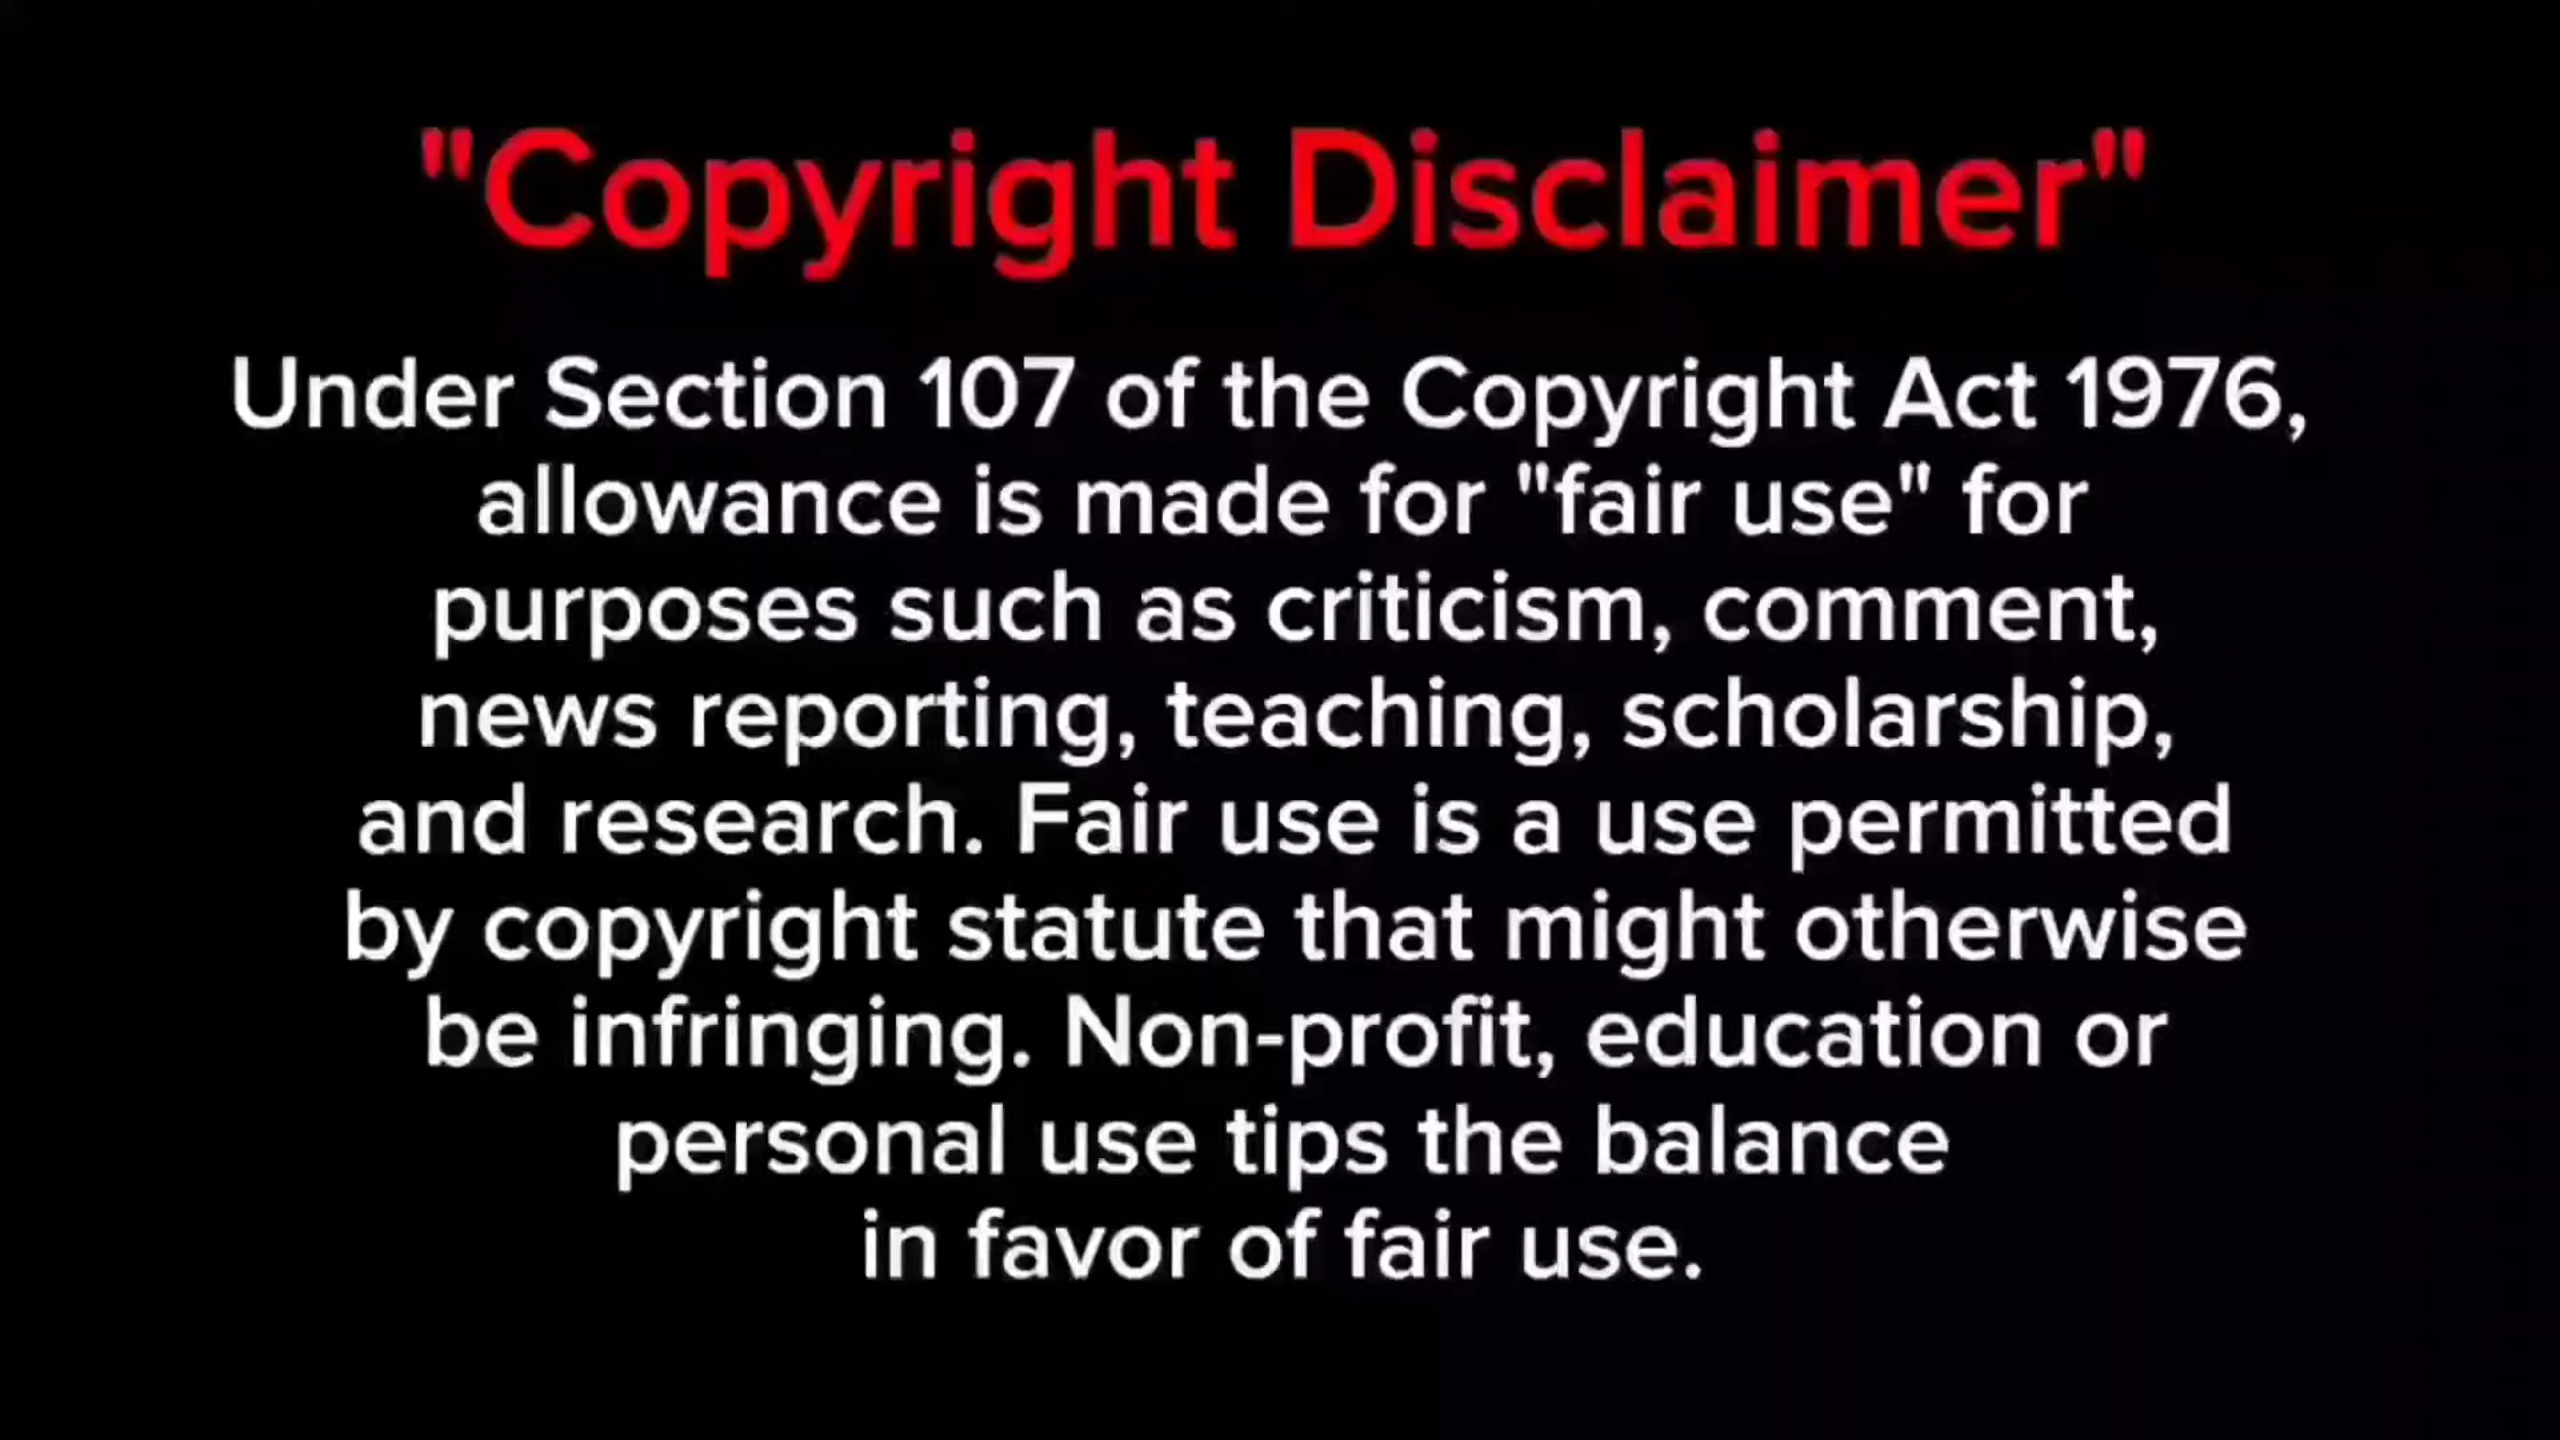 "Copyright Disclaimer"
Under Section 107 of the Copyright Act 1976,
allowance is made for "fair use" for
purposes such as criticism, comment,
news reporting, teaching, scholarship,
and research. Fair use is a use permitted
by copyright statute that might otherwise
be infringing. Non-profit, education or
personal use tips the balance
in favor of fair use.